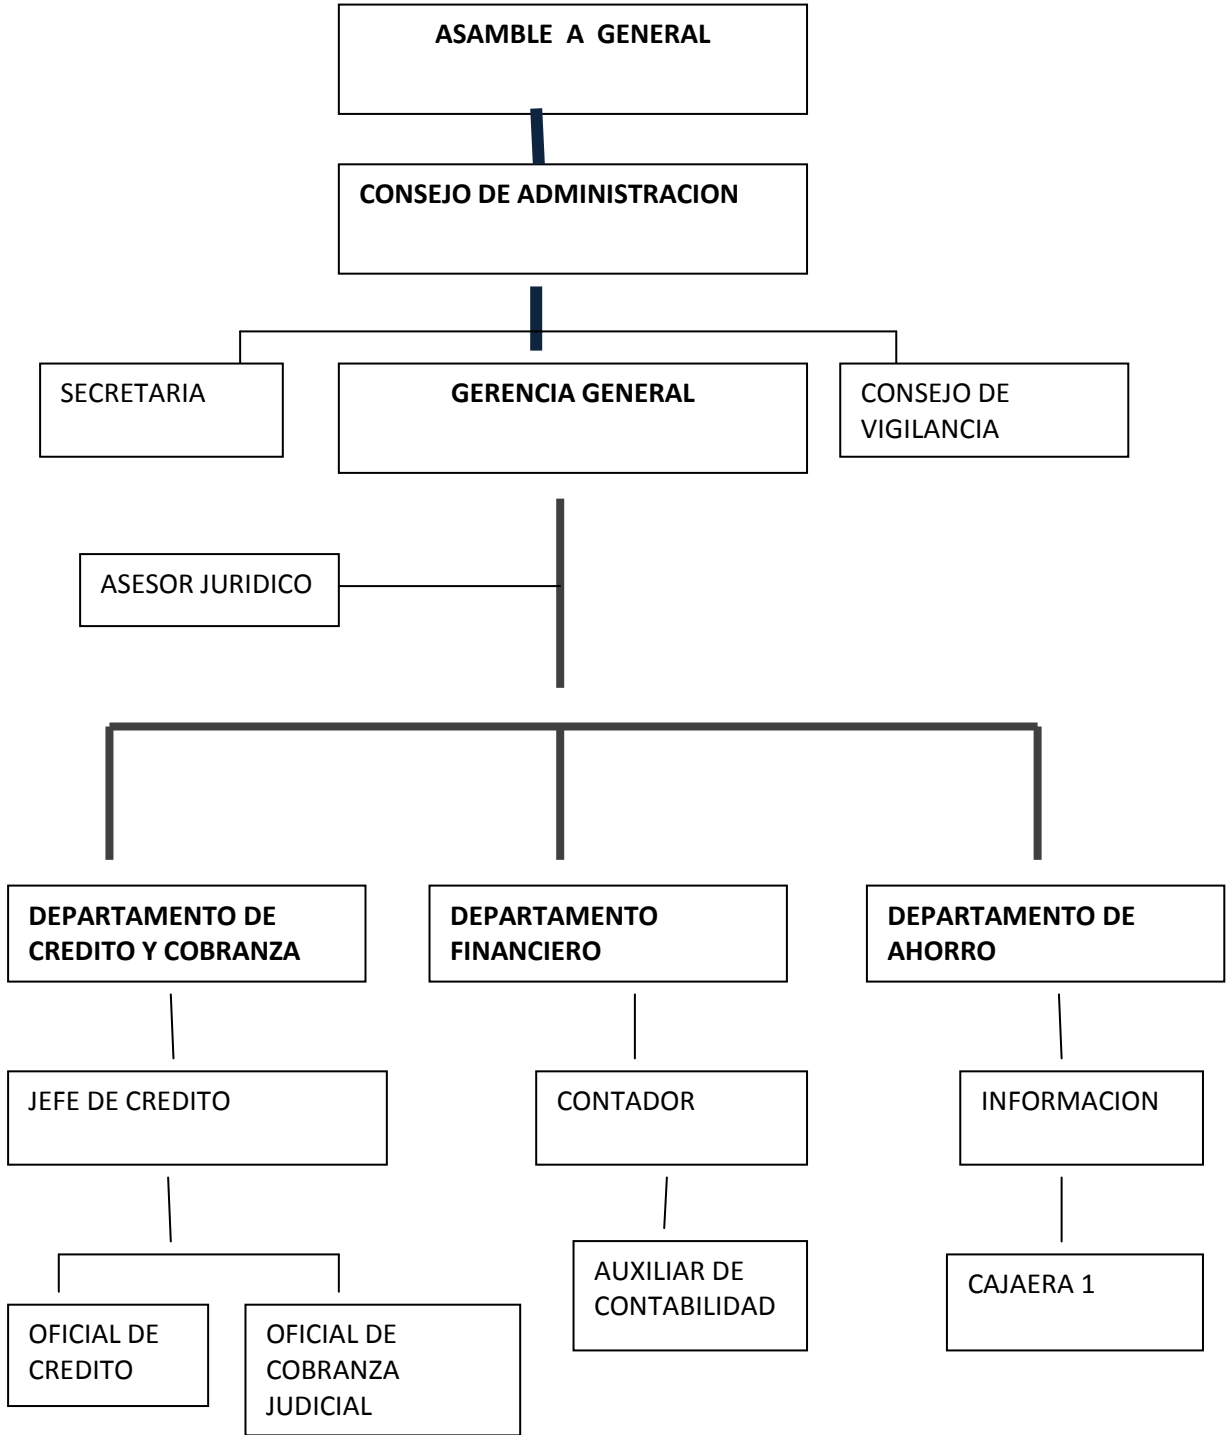 ASAMBLE A GENERAL
CONSEJO DE ADMINISTRACION
SECRETARIA
GERENCIA GENERAL
CONSEJO DE
VIGILANCIA
ASESOR JURIDICO
DEPARTAMENTO DE
CREDITO Y COBRANZA
DEPARTAMENTO
FINANCIERO
DEPARTAMENTO DE
AHORRO
JEFE DE CREDITO
CONTADOR
INFORMACION
OFICIAL DE
CREDITO
OFICIAL DE
COBRANZA
JUDICIAL
AUXILIAR DE
CONTABILIDAD
CAJAERA 1